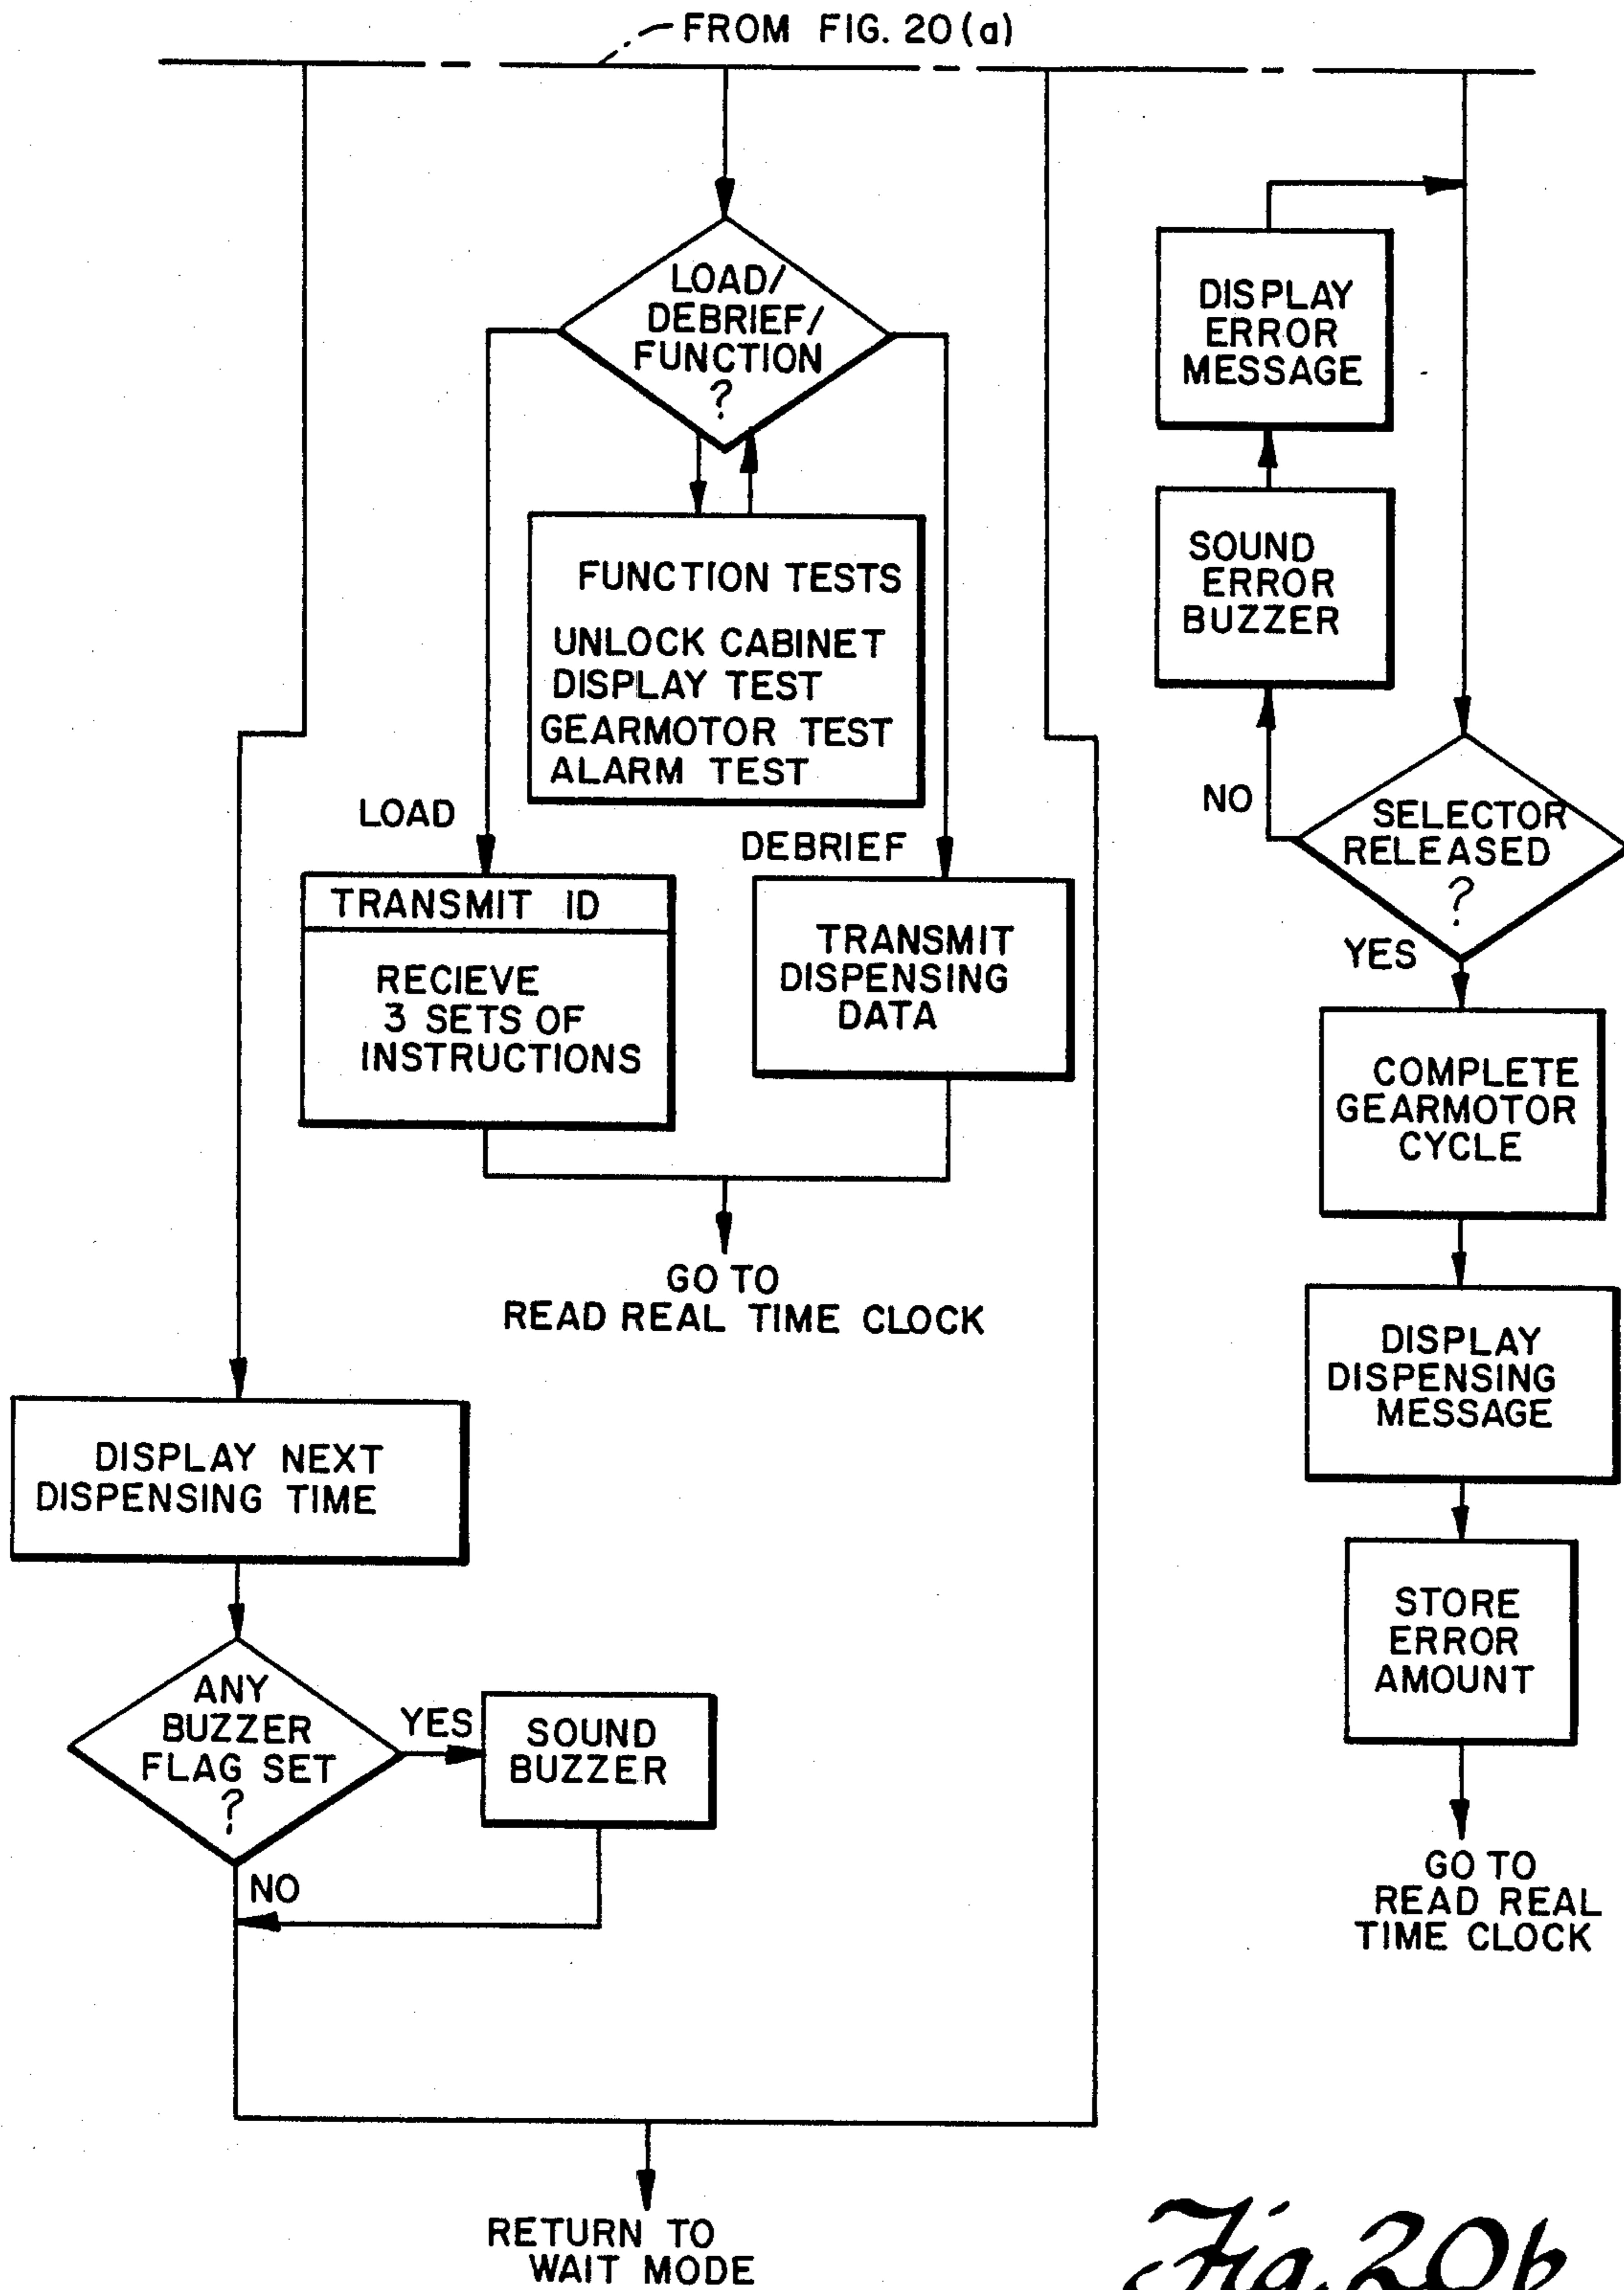 FROM FIG. 20(a)
LOAD/
DEBRIEF/
FUNCTION
?
FUNCTION TESTS
UNLOCK CABINET
DISPLAY TEST
GEARMOTOR TEST
ALARM TEST
LOAD
DEBRIEF
TRANSMIT ID
RECIEVE
3 SETS OF
INSTRUCTIONS
TRANSMIT
DISPENSING
DATA
GO TO
READ REAL TIME CLOCK
DISPLAY NEXT
DISPENSING TIME
ANY
BUZZER
FLAG SET
?
YES
SOUND
BUZZER
NO
RETURN TO
WAIT MODE
DISPLAY
ERROR
MESSAGE
SOUND
ERROR
BUZZER
NO
SELECTOR
RELEASED
?
YES
COMPLETE
GEARMOTOR
CYCLE
DISPLAY
DISPENSING
MESSAGE
STORE
ERROR
AMOUNT
GO TO
READ REAL
TIME CLOCK
Fig. 20b